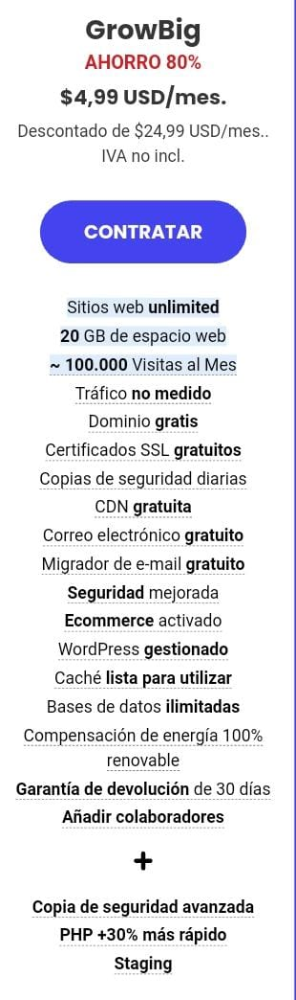 GrowBig
AHORRO 80%
$4,99 USD/mes.
Descontado de $24,99 USD/mes..
IVA no incl.
CONTRATAR
Sitios web unlimited
20 GB de espacio web
~ 100.000 Visitas al Mes
Tráfico no medido
Dominio gratis
Certificados SSL gratuitos
Copias de seguridad diarias
CDN gratuita
Correo electrónico gratuito
Migrador de e-mail gratuito
Seguridad mejorada
Ecommerce activado
WordPress gestionado
Caché lista para utilizar
Bases de datos ilimitadas
Compensación de energía 100%
renovable
Garantía de devolución de 30 días
Añadir colaboradores
+
Copia de seguridad avanzada
PHP +30% más rápido
Staging